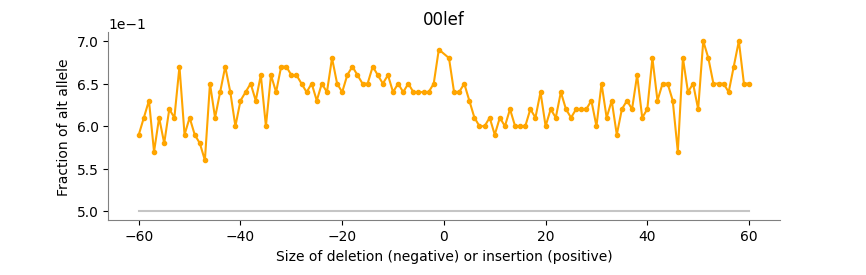 00lef
1e−1
Fraction of alt allele
7.0
6.5
6.0
5.5
5.0
−60 −40 −20 0 20 40 60
Size of deletion (negative) or insertion (positive)